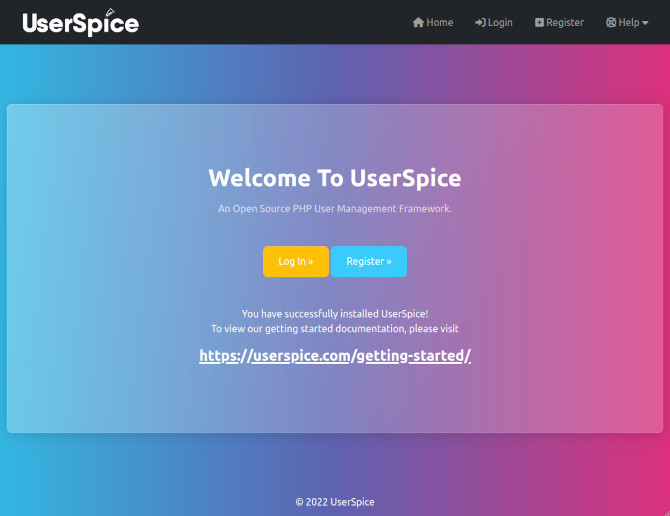 UserSpice
Home Login Register Help
Welcome To UserSpice
An Open Source PHP User Management Framework.
Log In » Register »
You have successfully installed UserSpice!
To view our getting started documentation, please visit
https://userspice.com/getting-started/
© 2022 UserSpice